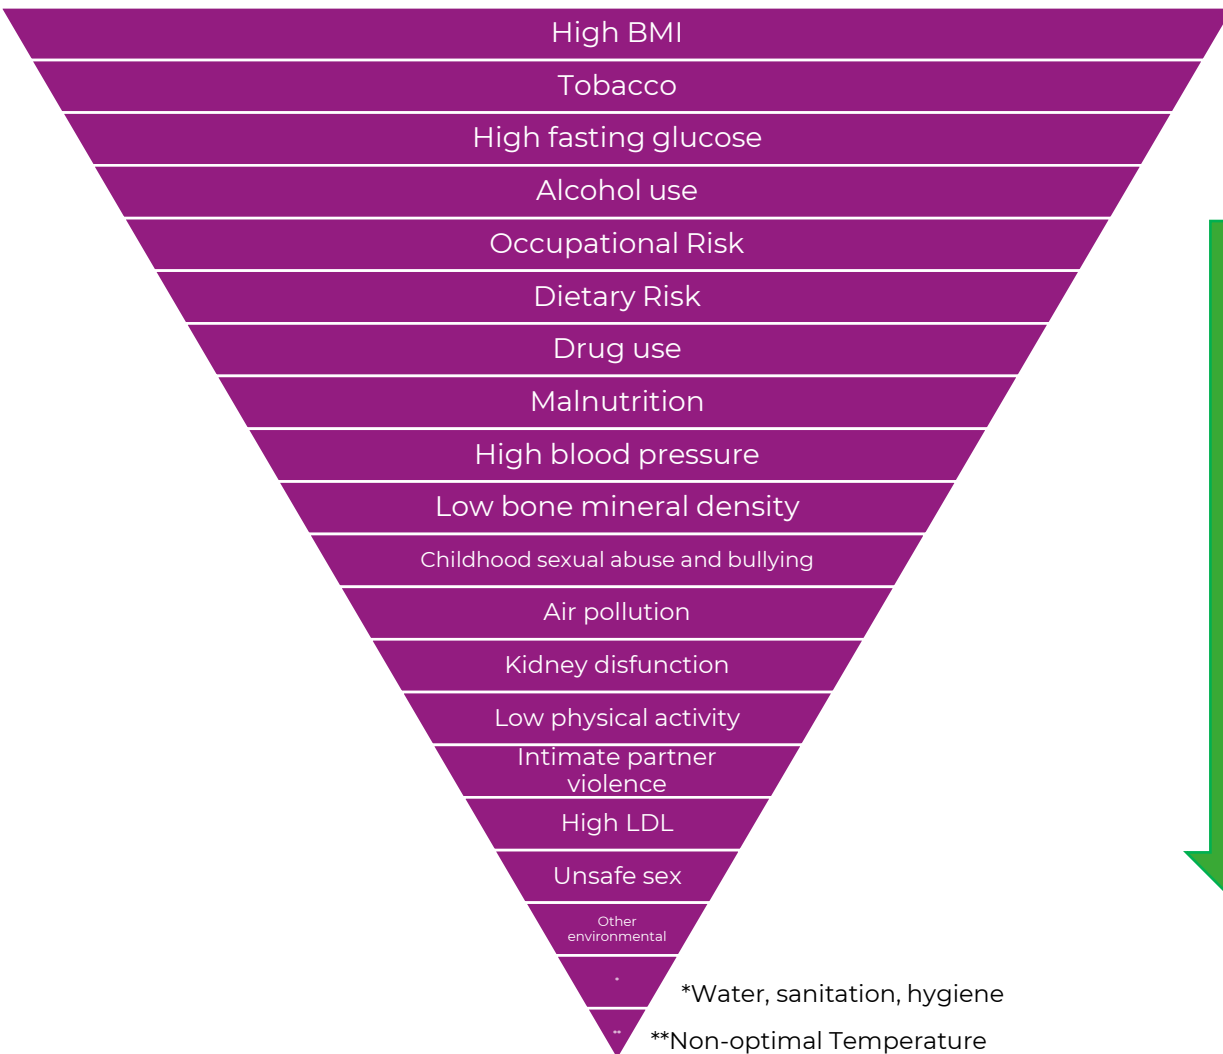 High BMI
Tobacco
High fasting glucose
Alcohol use
Occupational Risk
Dietary Risk
Drug use
Malnutrition
High blood pressure
Low bone mineral density
Childhood sexual abuse and bullying
Air pollution
Kidney disfunction
Low physical activity
Intimate partner
violence
High LDL
Unsafe sex
Other
environmental
*
*Water, sanitation, hygiene
**
**Non-optimal Temperature